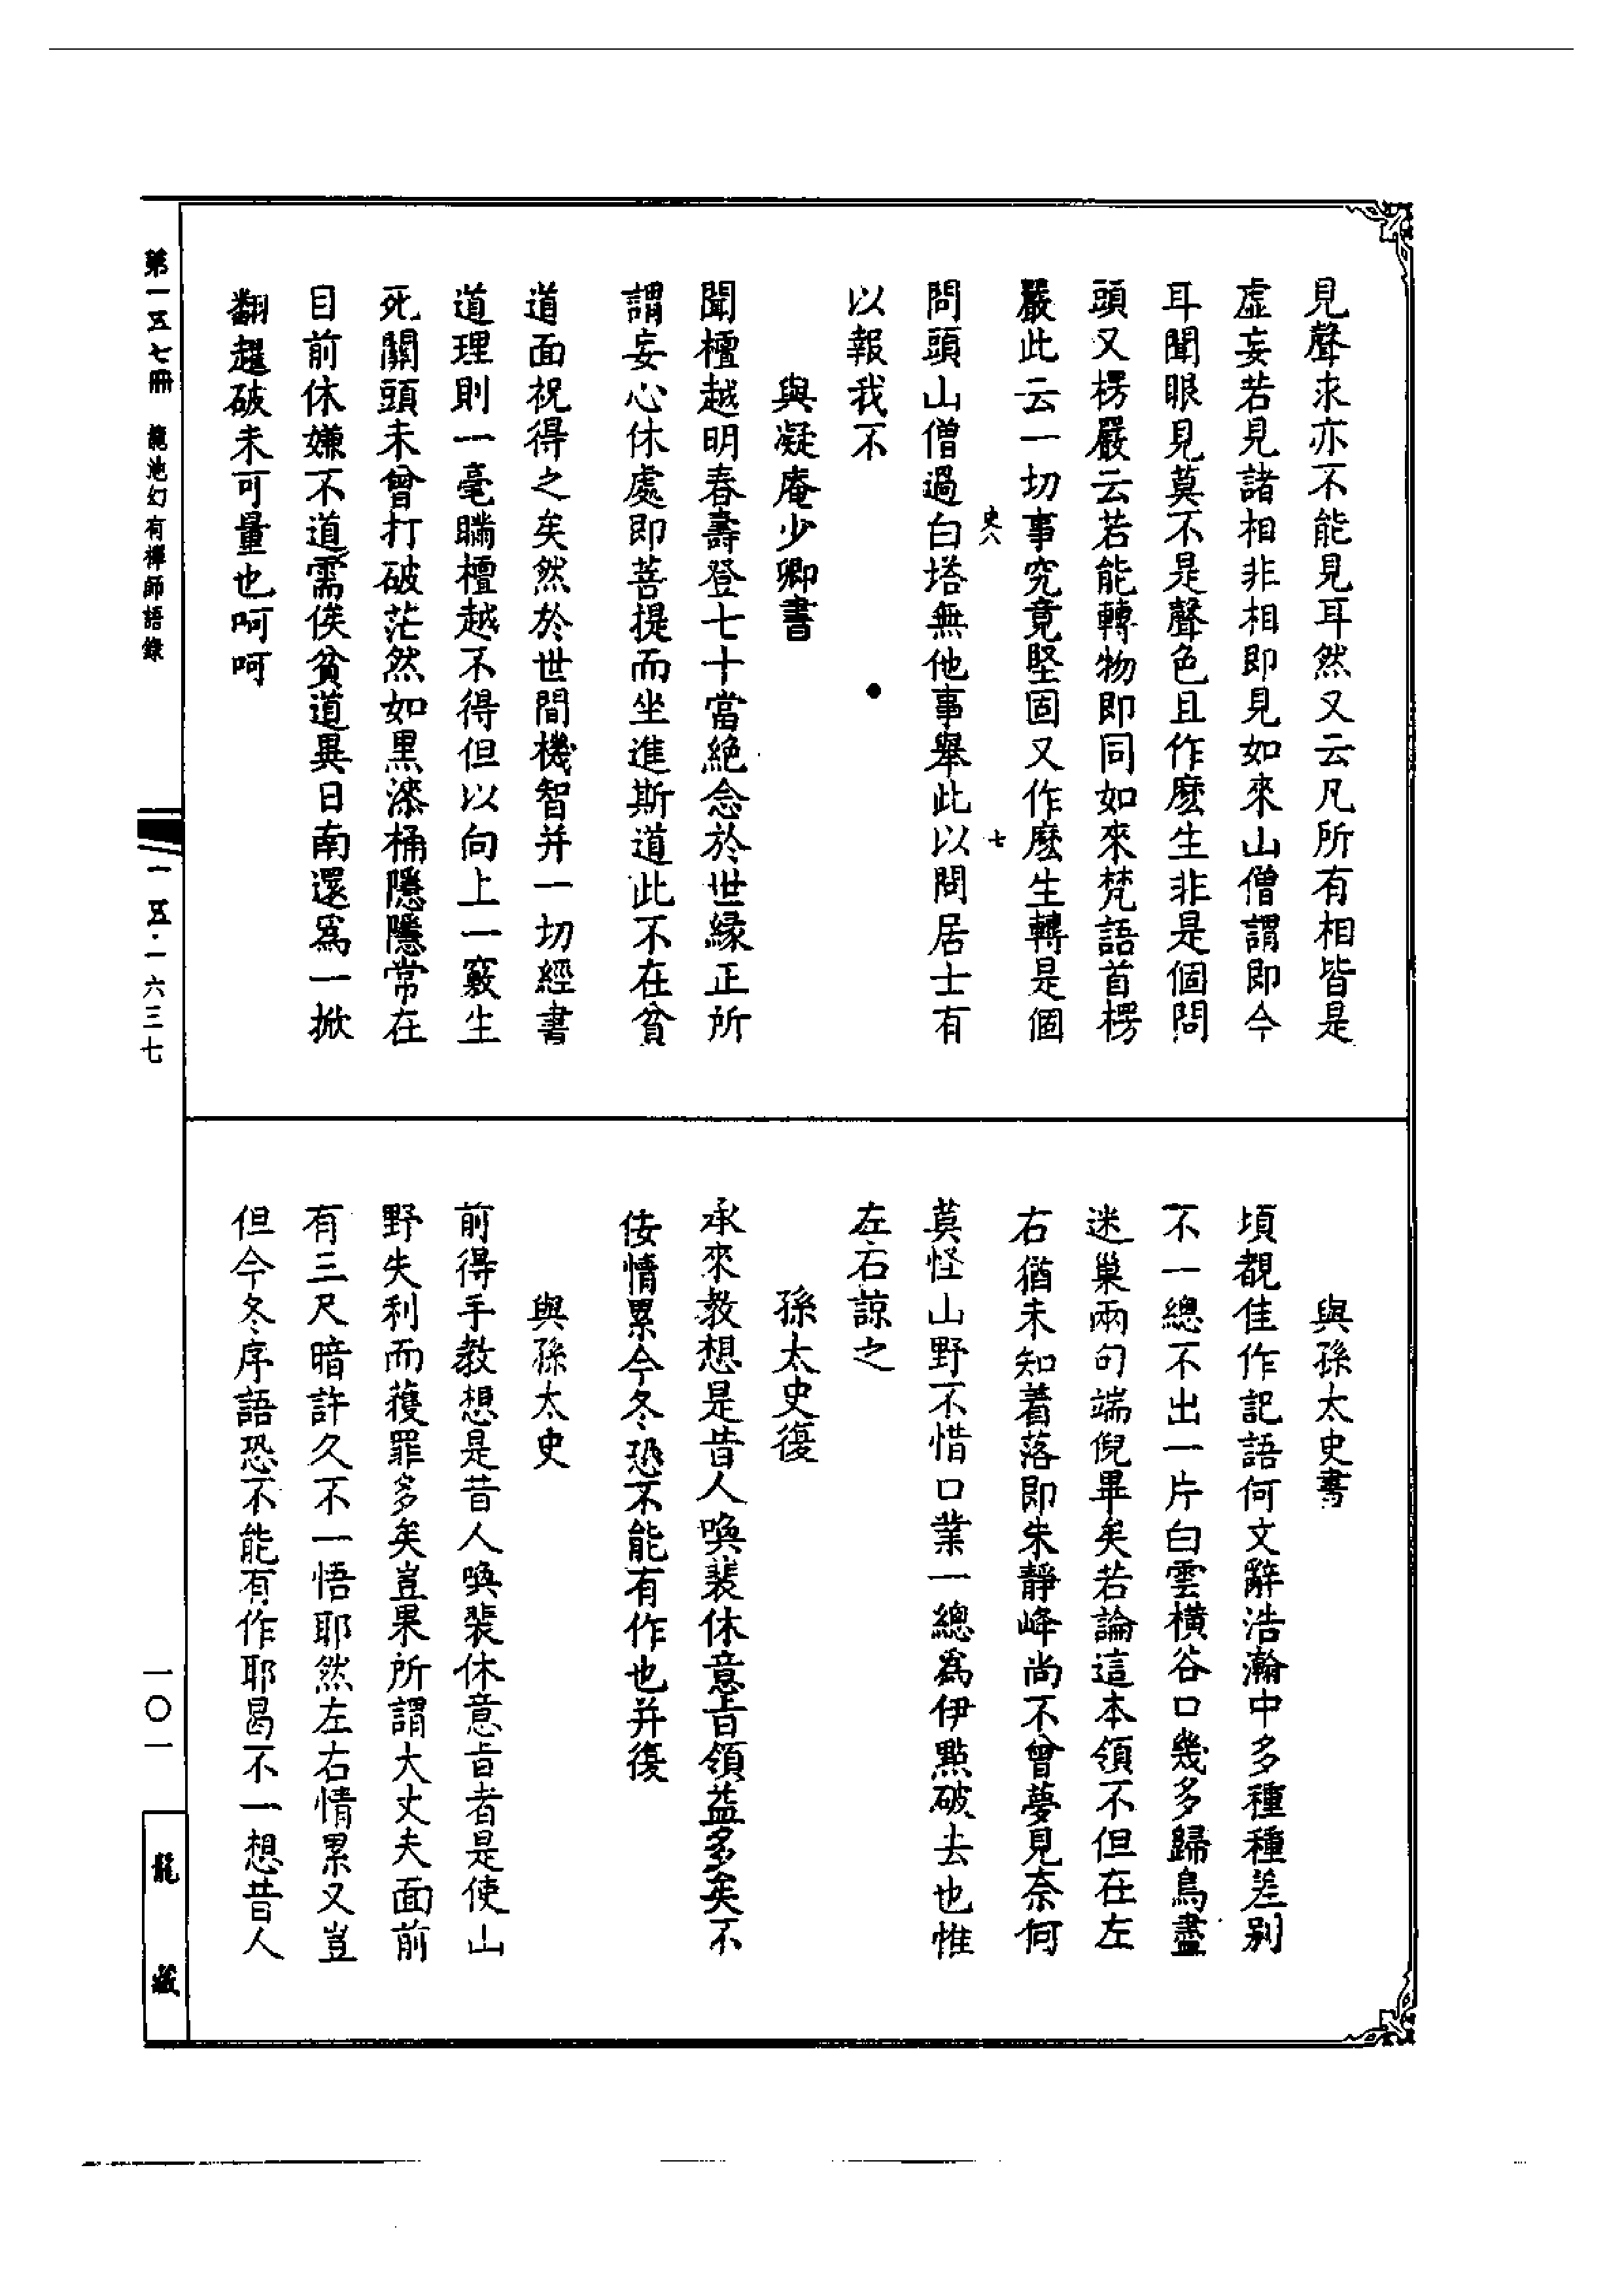 見聲求亦不能見耳然又云凡所有相皆是
虛妄若見諸相非相即見如來山僧謂即今
耳聞眼見莫不是聲色且作麼生非是個問
頭又楞嚴云若能轉物即同如來梵語首楞
嚴此云一切事究竟堅固又作麼生轉是個
史八
七
問頭山僧過白塔無他事舉此以問居士有
以報我不
與凝庵少卿書
聞檀越明春壽登七十當絶念於世緣正所
謂妄心休處即菩提而坐進斯道此不在貧
道面祝得之矣然於世間機智并一切經書
道理則一毫瞞檀越不得但以向上一竅生
死關頭未曾打破茫然如黑漆桶隱隱常在
目前休嫌不道需俟貧道異日南還為一掀
翻趯破未可量也呵呵
與孫太史書
頃覩佳作記語何文辭浩瀚中多種種差別
不一總不出一片白雲橫谷口幾多歸鳥盡
迷巢兩句端倪畢矣若論這本領不但在左
右猶未知着落即朱靜峰尚不曾夢見奈何
莫怪山野不惜口業一總為伊點破去也惟
左右諒之
孫太史復
承來教想是昔人喚裴休意旨領益多矣不
佞情累今冬恐不能有作也并復
與孫太史
前得手教想是昔人喚裴休意旨者是使山
野失利而獲罪多矣豈果所謂大丈夫面前
有三尺暗許久不一悟耶然左右情累又豈
但今冬序語恐不能有作耶曷不一想昔人
第一五七冊 龍池幻有禪師語錄
一五·一六三七
一〇一
龍藏